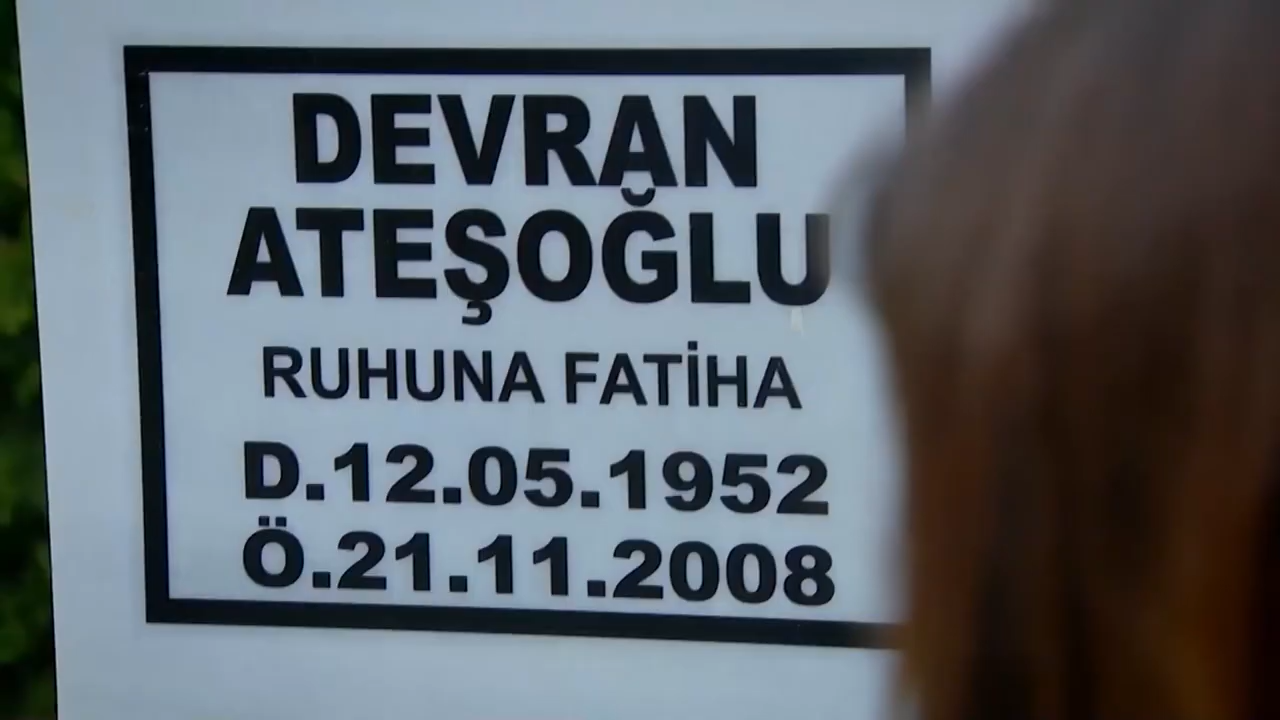 DEVRAN
ATEŞOĞLU
RUHUNA FATİHA
D.12.05.1952
Ö.21.11.2008